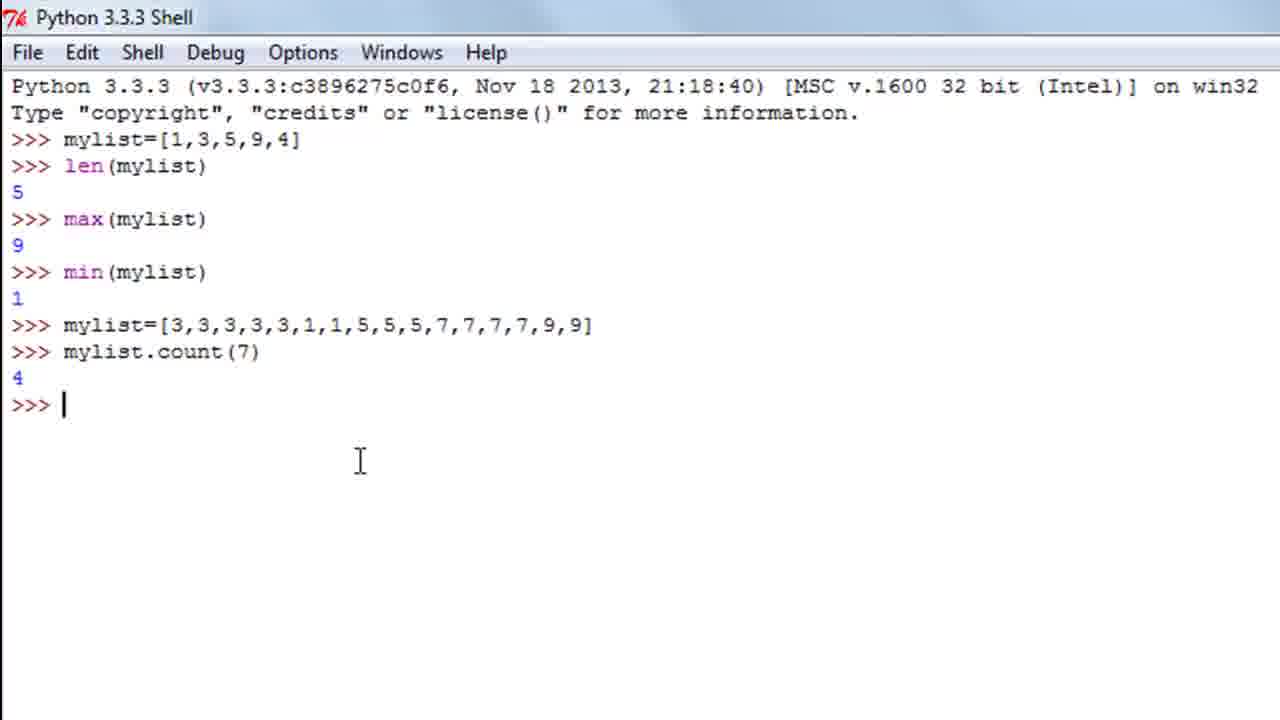 Python 3.3.3 Shell
File Edit Shell Debug Options Windows Help
Python 3.3.3 (v3.3.3:c3896275c0f6, Nov 18 2013, 21:18:40) [MSC v.1600 32 bit (Intel)] on win32
Type "copyright", "credits" or "license()" for more information.
>>> mylist=[1,3,5,9,4]
>>> len(mylist)
5
>>> max(mylist)
9
>>> min(mylist)
1
>>> mylist=[3,3,3,3,3,1,1,5,5,5,7,7,7,7,9,9]
>>> mylist.count(7)
4
>>>